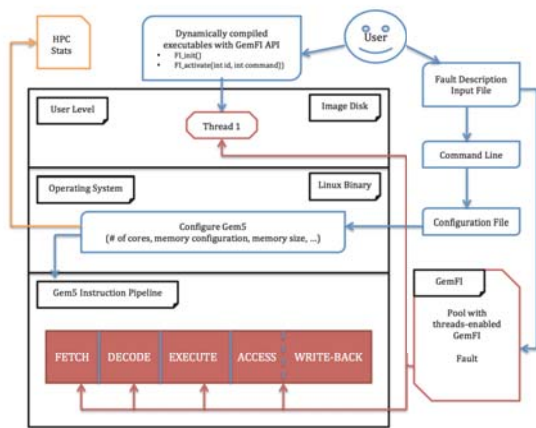 HPC
Stats
Dynamically compiled
executables with GemFI API
• FI_init()
• FI_activate(int id, int command))
User
Fault Description
Input File
User Level
Image Disk
Thread 1
Command Line
Operating System
Linux Binary
Configure Gem5
(# of cores, memory configuration, memory size, ...)
Configuration File
Gem5 Instruction Pipeline
GemFI
Pool with
threads-enabled
GemFI
Fault
FETCH DECODE EXECUTE ACCESS WRITE-BACK